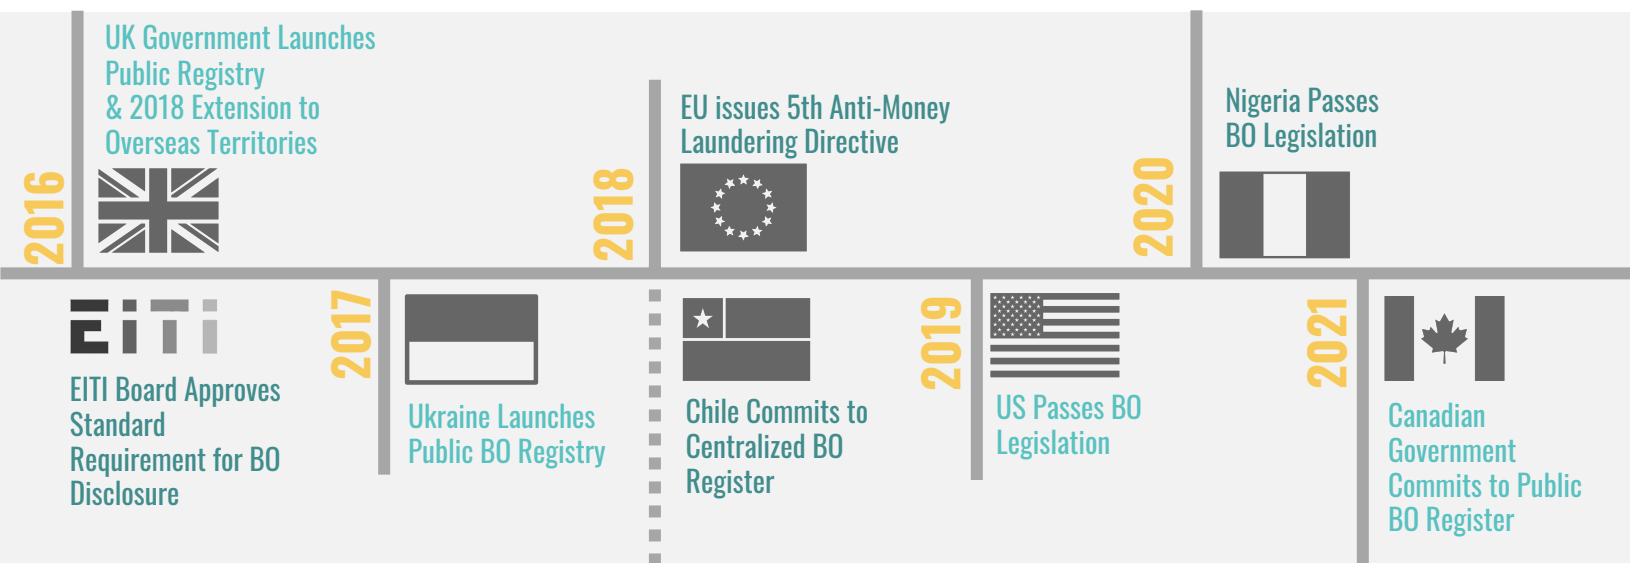 2016
UK Government Launches
Public Registry
& 2018 Extension to
Overseas Territories
EiTi
EITI Board Approves
Standard
Requirement for BO
Disclosure
2017
Ukraine Launches
Public BO Registry
2018
EU issues 5th Anti-Money
Laundering Directive
Chile Commits to
Centralized BO
Register
2019
US Passes BO
Legislation
2020
Nigeria Passes
BO Legislation
2021
Canadian
Government
Commits to Public
BO Register